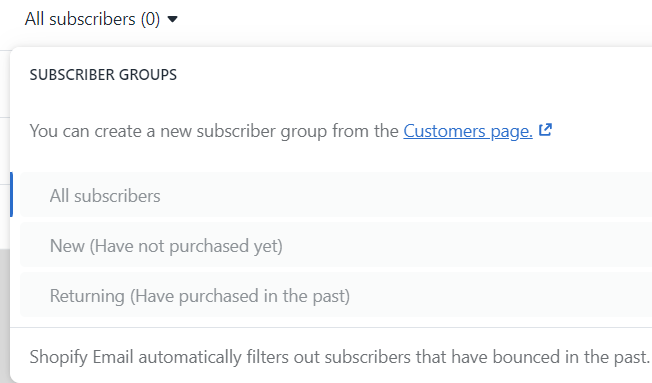 All subscribers (0)
SUBSCRIBER GROUPS
You can create a new subscriber group from the Customers page.
All subscribers
New (Have not purchased yet)
Returning (Have purchased in the past)
Shopify Email automatically filters out subscribers that have bounced in the past.